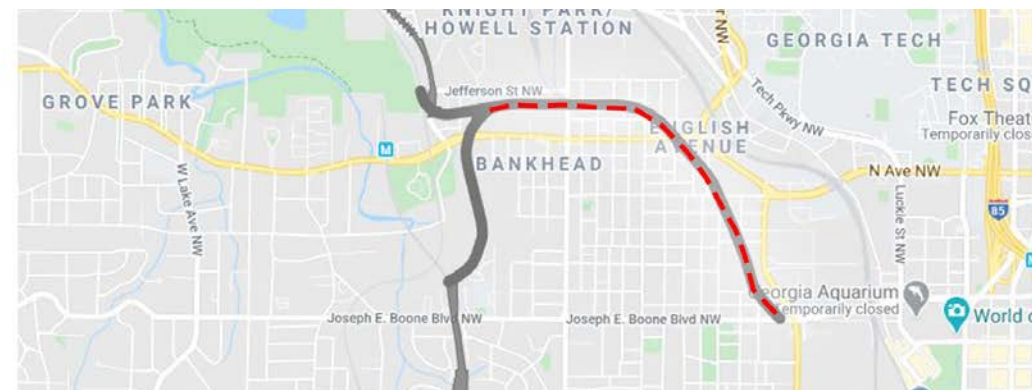 KNIGHT PARK/
HOWELL STATION
GEORGIA TECH
Jefferson St NW
Tech Pkwy NW
TECH SQ
GROVE PARK
Fox Theat
Temporarily close
ENGLISH
AVENUE
M
BANKHEAD
N Ave NW
W Lake Ave NW
Luckie St NW
85
M
Georgia Aquarium
Temporarily closed
Joseph E. Boone Blvd NW
Joseph E. Boone Blvd NW
World o